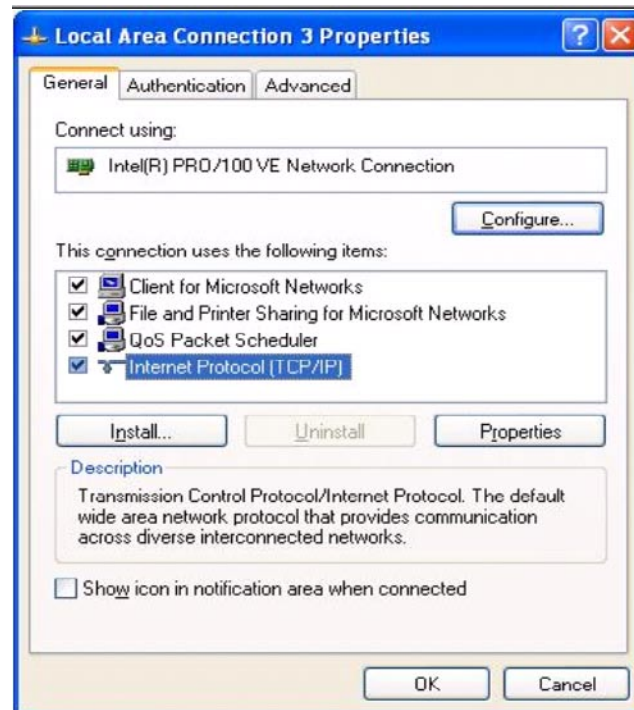 Local Area Connection 3 Properties
General Authentication Advanced
Connect using:
Intel(R) PRO/100 VE Network Connection
Configure...
This connection uses the following items:
Client for Microsoft Networks
File and Printer Sharing for Microsoft Networks
QoS Packet Scheduler
Internet Protocol (TCP/IP)
Install... Uninstall Properties
Description
Transmission Control Protocol/Internet Protocol. The default
wide area network protocol that provides communication
across diverse interconnected networks.
Show icon in notification area when connected
OK Cancel